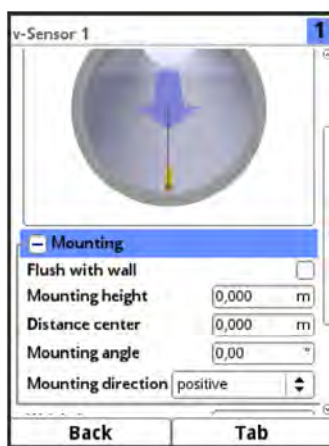 v-Sensor 1
1
Mounting
Flush with wall
Mounting height 0,000 m
Distance center 0,000 m
Mounting angle 0,00 °
Mounting direction positive
Back Tab